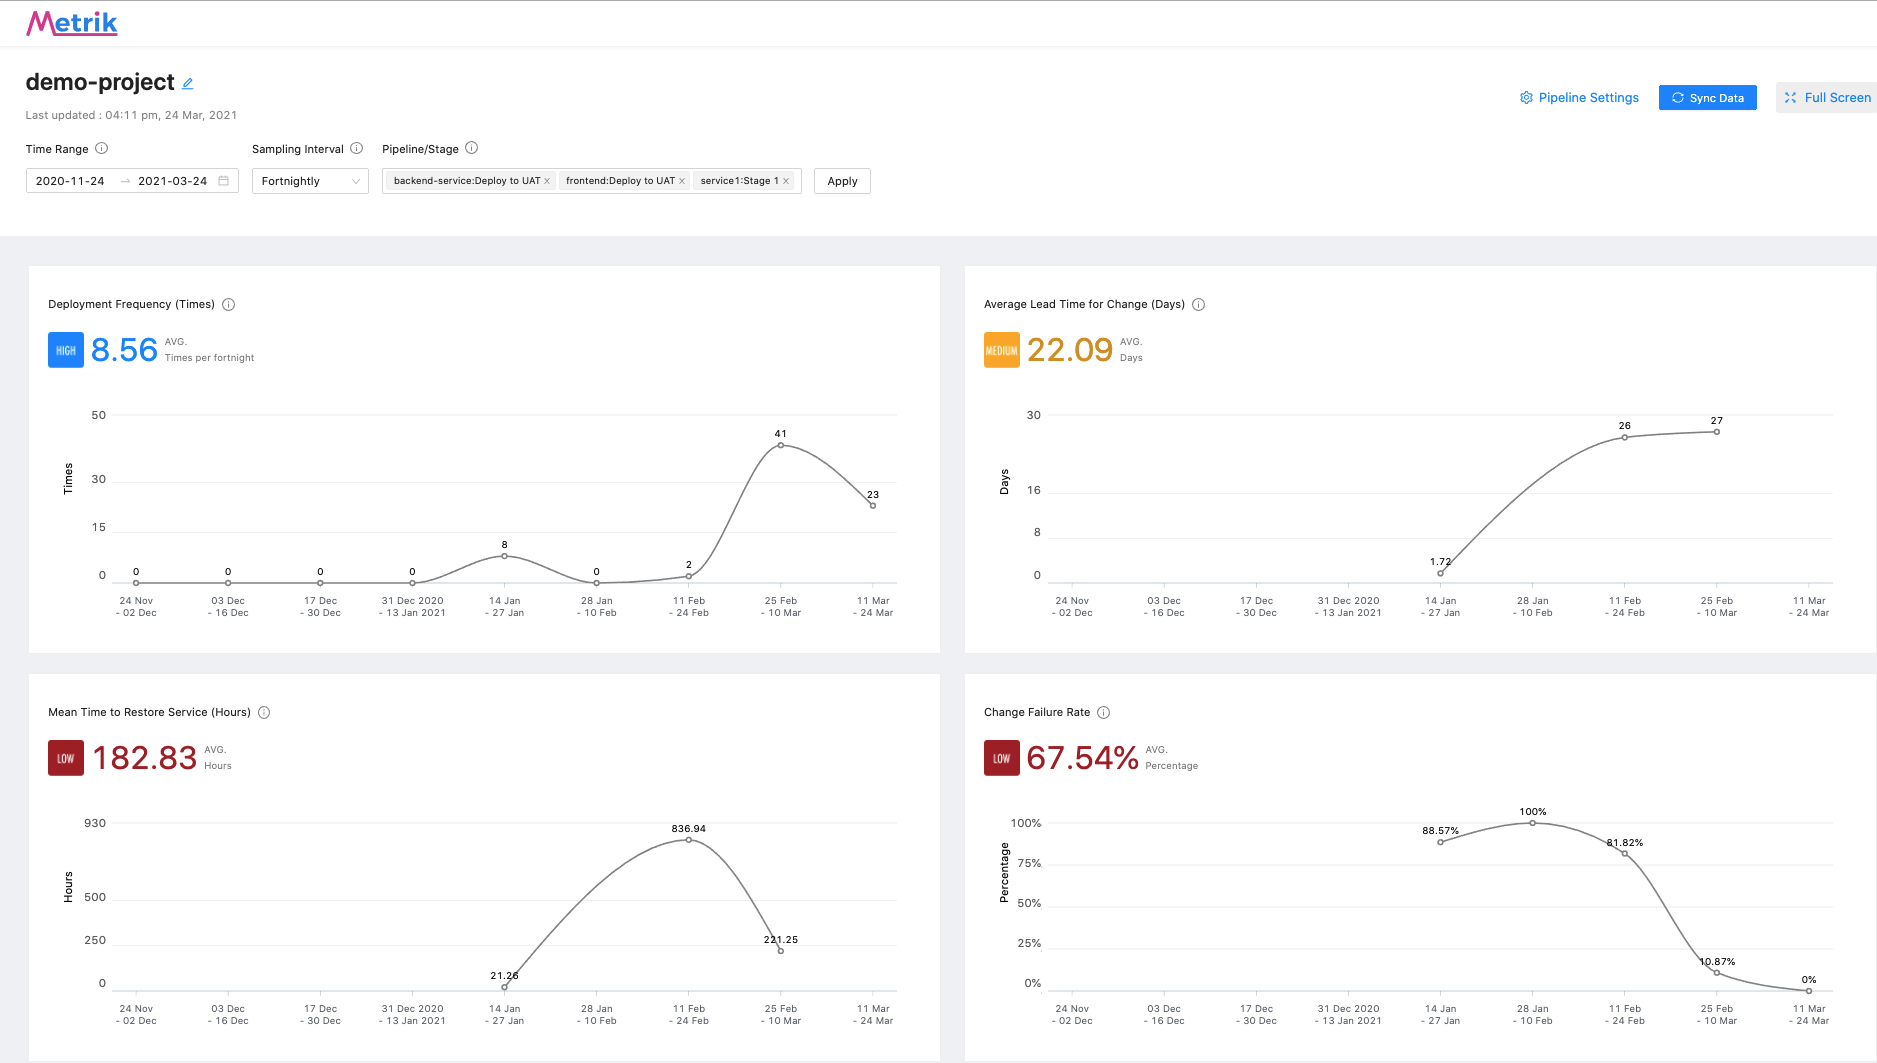 Metrik
demo-project
Last updated : 04:11 pm, 24 Mar, 2021
Pipeline Settings
Sync Data
Full Screen
Time Range
Sampling Interval
Pipeline/Stage
2020-11-24 → 2021-03-24
Fortnightly
backend-service:Deploy to UAT × frontend:Deploy to UAT × service1:Stage 1 ×
Apply
Deployment Frequency (Times)
HIGH
8.56
AVG.
Times per fortnight
50
30
15
0
Times
0 0 0 0 8 0 2 41 23
24 Nov
- 02 Dec
03 Dec
- 16 Dec
17 Dec
- 30 Dec
31 Dec 2020
- 13 Jan 2021
14 Jan
- 27 Jan
28 Jan
- 10 Feb
11 Feb
- 24 Feb
25 Feb
- 10 Mar
11 Mar
- 24 Mar
Average Lead Time for Change (Days)
MEDIUM
22.09
AVG.
Days
30
16
8
0
Days
1.72 26 27
24 Nov
- 02 Dec
03 Dec
- 16 Dec
17 Dec
- 30 Dec
31 Dec 2020
- 13 Jan 2021
14 Jan
- 27 Jan
28 Jan
- 10 Feb
11 Feb
- 24 Feb
25 Feb
- 10 Mar
11 Mar
- 24 Mar
Mean Time to Restore Service (Hours)
LOW
182.83
AVG.
Hours
930
500
250
0
Hours
21.26 836.94 221.25
24 Nov
- 02 Dec
03 Dec
- 16 Dec
17 Dec
- 30 Dec
31 Dec 2020
- 13 Jan 2021
14 Jan
- 27 Jan
28 Jan
- 10 Feb
11 Feb
- 24 Feb
25 Feb
- 10 Mar
11 Mar
- 24 Mar
Change Failure Rate
LOW
67.54%
AVG.
Percentage
100%
75%
50%
25%
0%
Percentage
88.57% 100% 81.82% 10.87% 0%
24 Nov
- 02 Dec
03 Dec
- 16 Dec
17 Dec
- 30 Dec
31 Dec 2020
- 13 Jan 2021
14 Jan
- 27 Jan
28 Jan
- 10 Feb
11 Feb
- 24 Feb
25 Feb
- 10 Mar
11 Mar
- 24 Mar